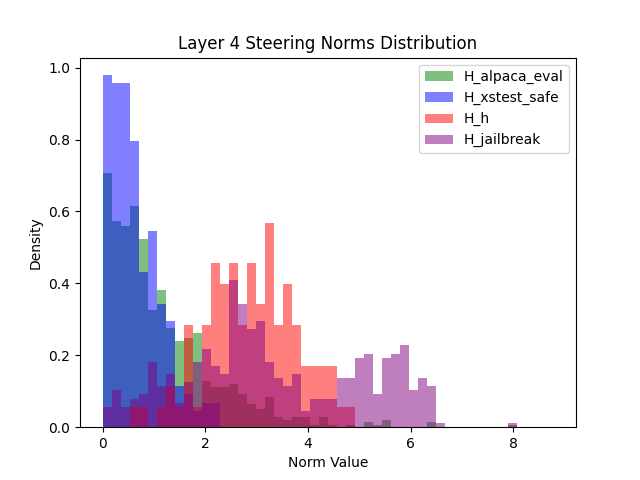 Layer 4 Steering Norms Distribution
H_alpaca_eval
H_xstest_safe
H_h
H_jailbreak
Density
1.0
0.8
0.6
0.4
0.2
0.0
0
2
4
6
8
Norm Value